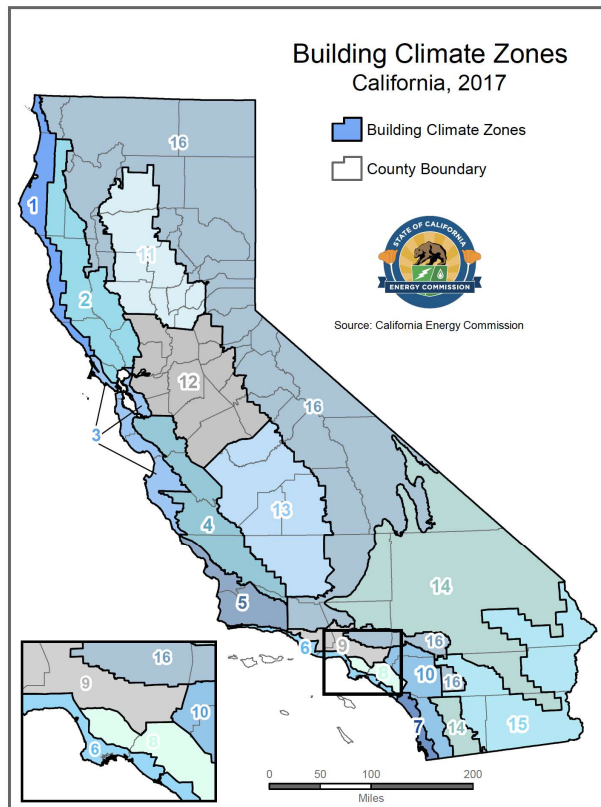 Building Climate Zones
California, 2017
Building Climate Zones
County Boundary
STATE OF CALIFORNIA
ENERGY COMMISSION
Source: California Energy Commission
16
1
11
2
12
16
3
13
4
14
5
6
9
8
16
10
16
7
14
15
16
9
10
6
8
0 50 100 200
Miles